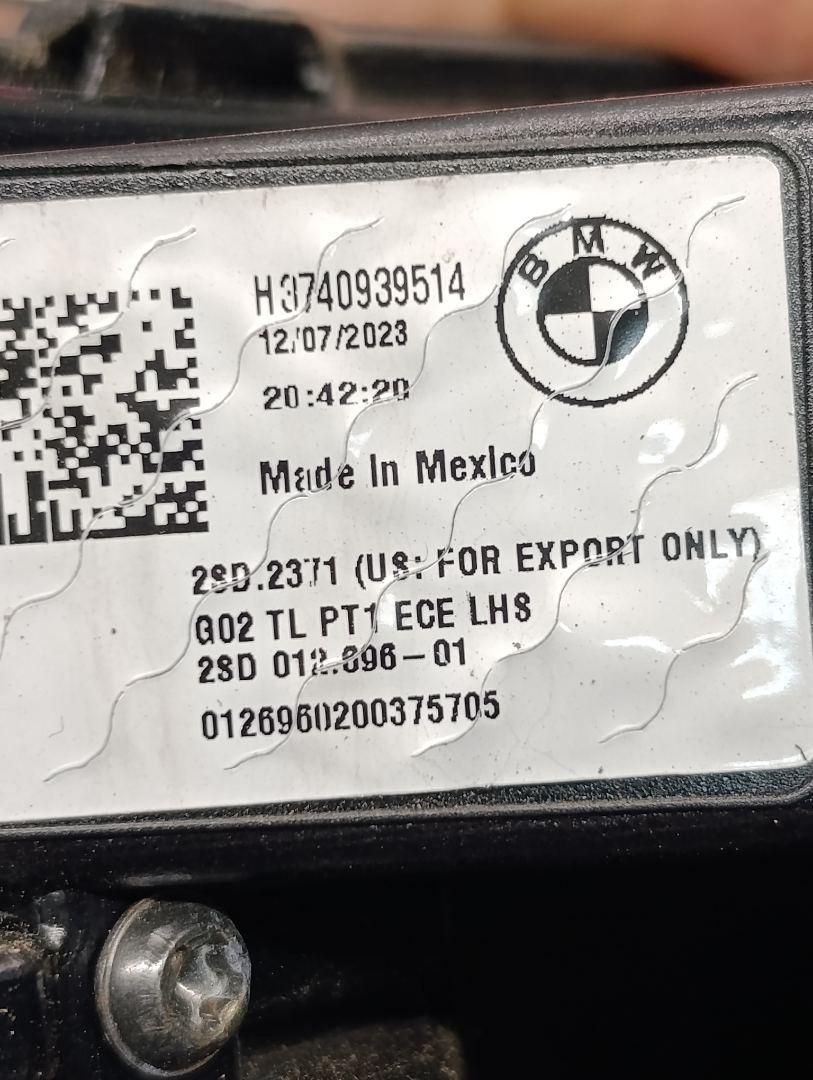 BMW
H3740939514
12/07/2023
20:42:20
Made In Mexico
2SD.2371 (US: FOR EXPORT ONLY)
G02 TL PT1 ECE LHS
2SD 012.696-01
0126960200375705